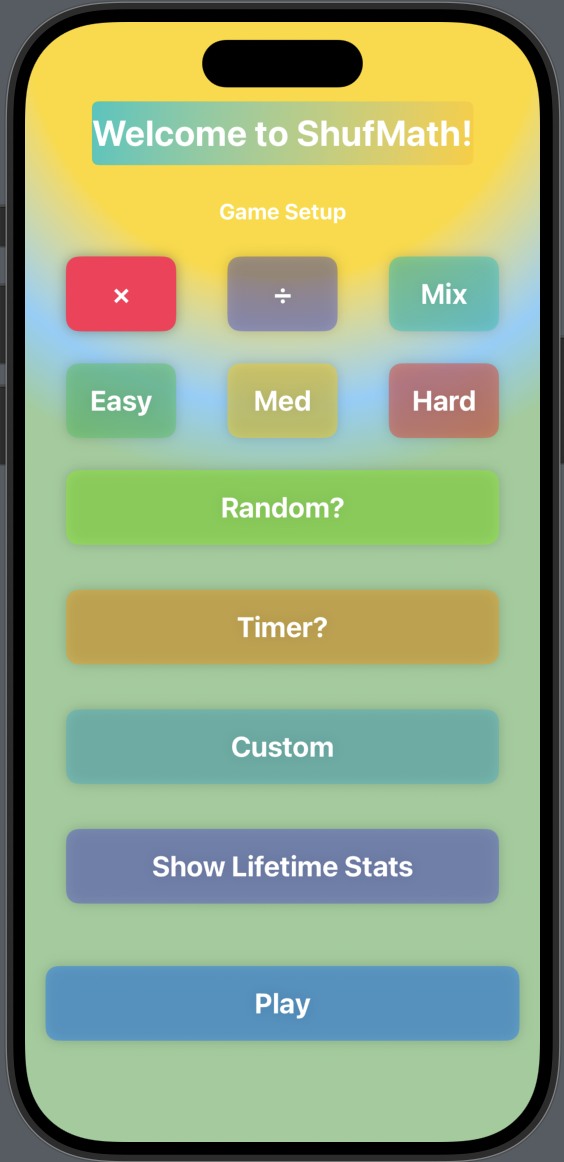 Welcome to ShufMath!
Game Setup
× ÷ Mix
Easy Med Hard
Random?
Timer?
Custom
Show Lifetime Stats
Play